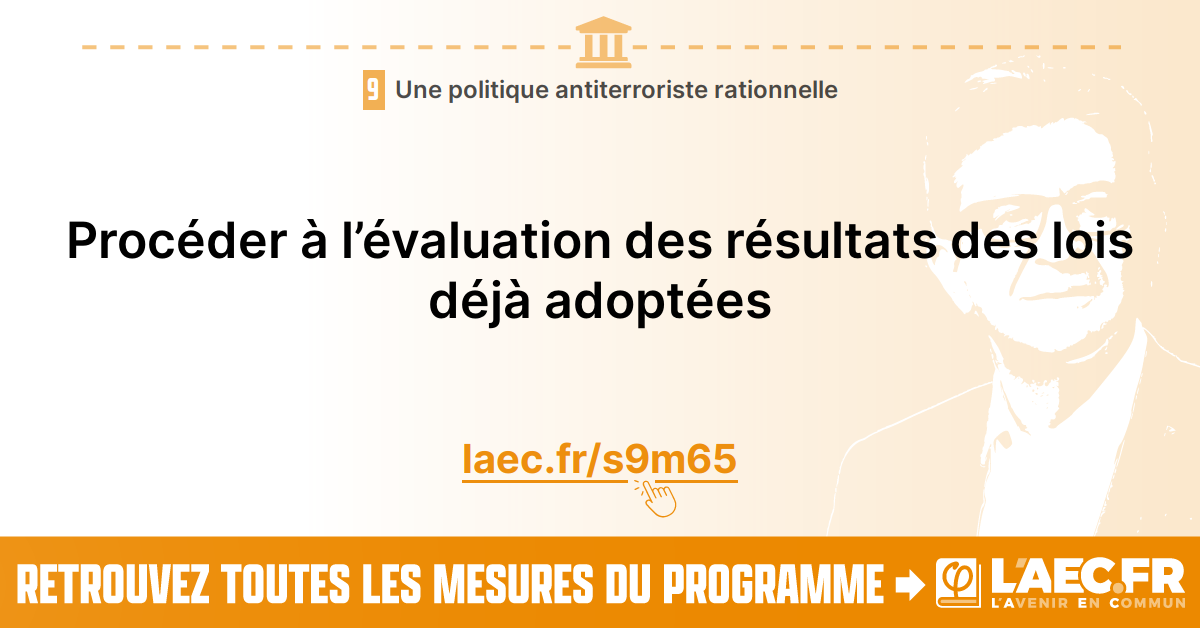 9 Une politique antiterroriste rationnelle
Procéder à l’évaluation des résultats des lois
déjà adoptées
laec.fr/s9m65
RETROUVEZ TOUTES LES MESURES DU PROGRAMME
φ L'AEC.FR
L'AVENIR EN COMMUN